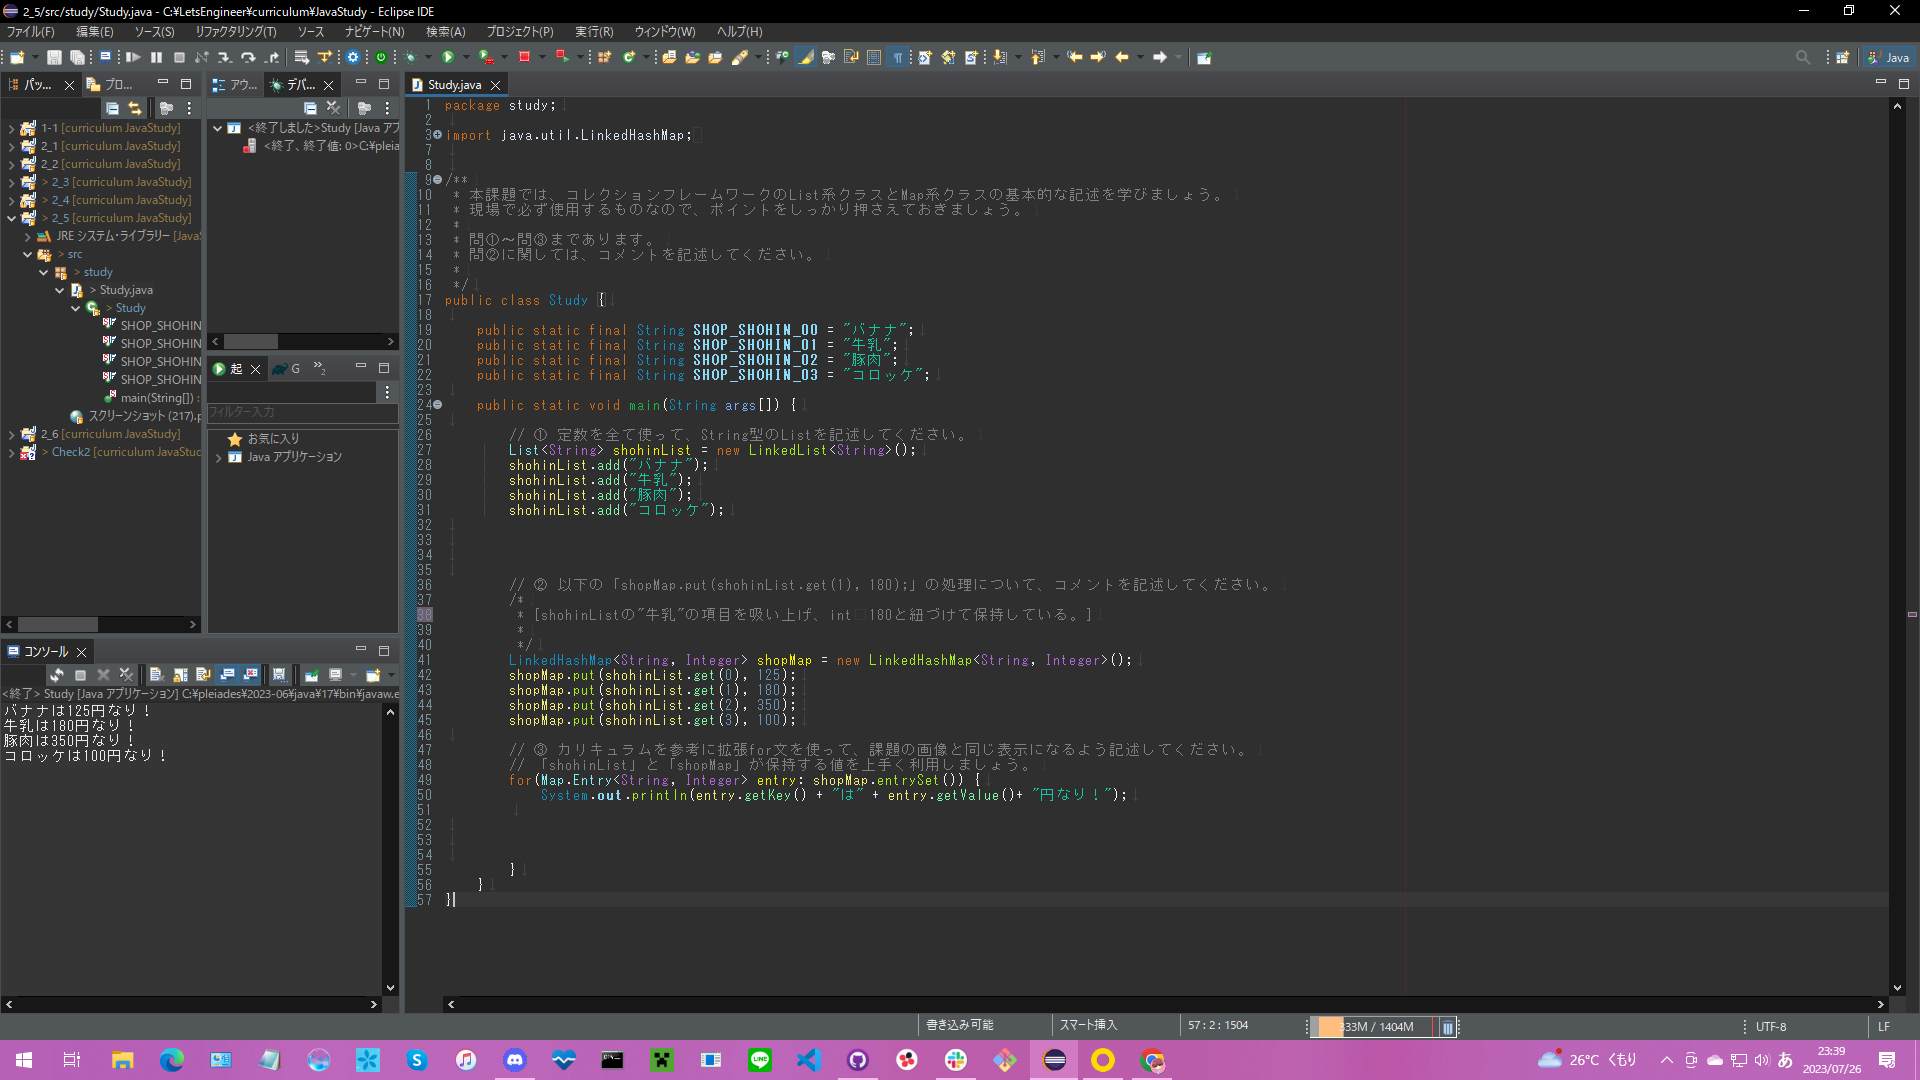 2_5/src/study/Study.java - C:¥LetsEngineer¥curriculum¥JavaStudy - Eclipse IDE
ファイル(F) 編集(E) ソース(S) リファクタリング(T) ソース ナビゲート(N) 検索(A) プロジェクト(P) 実行(R) ウィンドウ(W) ヘルプ(H)
Java
パッ...
プロ...
1-1 [curriculum JavaStudy]
2_1 [curriculum JavaStudy]
2_2 [curriculum JavaStudy]
> 2_3 [curriculum JavaStudy]
> 2_4 [curriculum JavaStudy]
> 2_5 [curriculum JavaStudy]
JRE システム・ライブラリー [Java
> src
> study
> Study.java
> Study
SHOP_SHOHIN
SHOP_SHOHIN
SHOP_SHOHIN
SHOP_SHOHIN
main(String[]) :
スクリーンショット (217).p
2_6 [curriculum JavaStudy]
> Check2 [curriculum JavaStud
アウ...
デバ...
<終了しました>Study [Java アプ
<終了、終了値: 0>C:¥pleia
起
G
»2
フィルター入力
お気に入り
Java アプリケーション
コンソール
<終了> Study [Java アプリケーション] C:¥pleiades¥2023-06¥java¥17¥bin¥javaw.e
バナナは125円なり！
牛乳は180円なり！
豚肉は350円なり！
コロッケは100円なり！
Study.java
1 package study;
2
3 import java.util.LinkedHashMap;
7
8
9 /**
10 * 本課題では、コレクションフレームワークのList系クラスとMap系クラスの基本的な記述を学びましょう。
11 * 現場で必ず使用するものなので、ポイントをしっかり押さえておきましょう。
12 *
13 * 問①～問③まであります。
14 * 問②に関しては、コメントを記述してください。
15 *
16 */
17 public class Study {
18
19 public static final String SHOP_SHOHIN_00 = "バナナ";
20 public static final String SHOP_SHOHIN_01 = "牛乳";
21 public static final String SHOP_SHOHIN_02 = "豚肉";
22 public static final String SHOP_SHOHIN_03 = "コロッケ";
23
24 public static void main(String args[]) {
25
26 // ① 定数を全て使って、String型のListを記述してください。
27 List<String> shohinList = new LinkedList<String>();
28 shohinList.add("バナナ");
29 shohinList.add("牛乳");
30 shohinList.add("豚肉");
31 shohinList.add("コロッケ");
32
33
34
35
36 // ② 以下の「shopMap.put(shohinList.get(1), 180);」の処理について、コメントを記述してください。
37 /*
38 * [shohinListの"牛乳"の項目を吸い上げ、int　180と紐づけて保持している。]
39 *
40 */
41 LinkedHashMap<String, Integer> shopMap = new LinkedHashMap<String, Integer>();
42 shopMap.put(shohinList.get(0), 125);
43 shopMap.put(shohinList.get(1), 180);
44 shopMap.put(shohinList.get(2), 350);
45 shopMap.put(shohinList.get(3), 100);
46
47 // ③ カリキュラムを参考に拡張for文を使って、課題の画像と同じ表示になるよう記述してください。
48 // 「shohinList」と「shopMap」が保持する値を上手く利用しましょう。
49 for(Map.Entry<String, Integer> entry: shopMap.entrySet()) {
50 System.out.println(entry.getKey() + "は" + entry.getValue()+ "円なり！");
51
52
53
54
55 }
56 }
57 }
書き込み可能
スマート挿入
57 : 2 : 1504
333M / 1404M
UTF-8
LF
26°C くもり
あ
23:39
2023/07/26